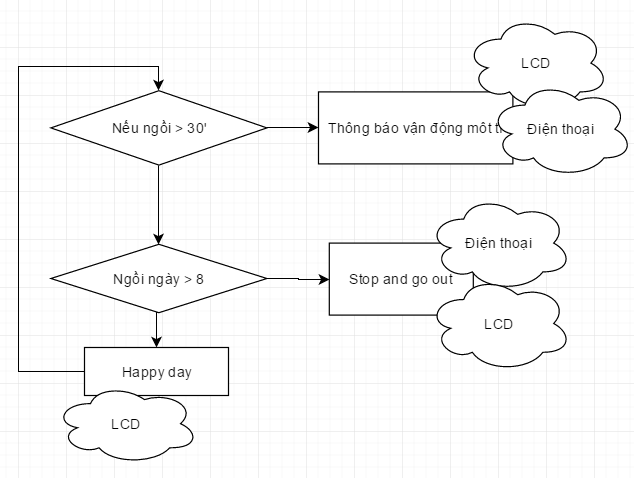 LCD
Nếu ngồi > 30'
Thông báo vận động môt
Điện thoại
Điện thoại
Ngồi ngày > 8
Stop and go out
LCD
Happy day
LCD